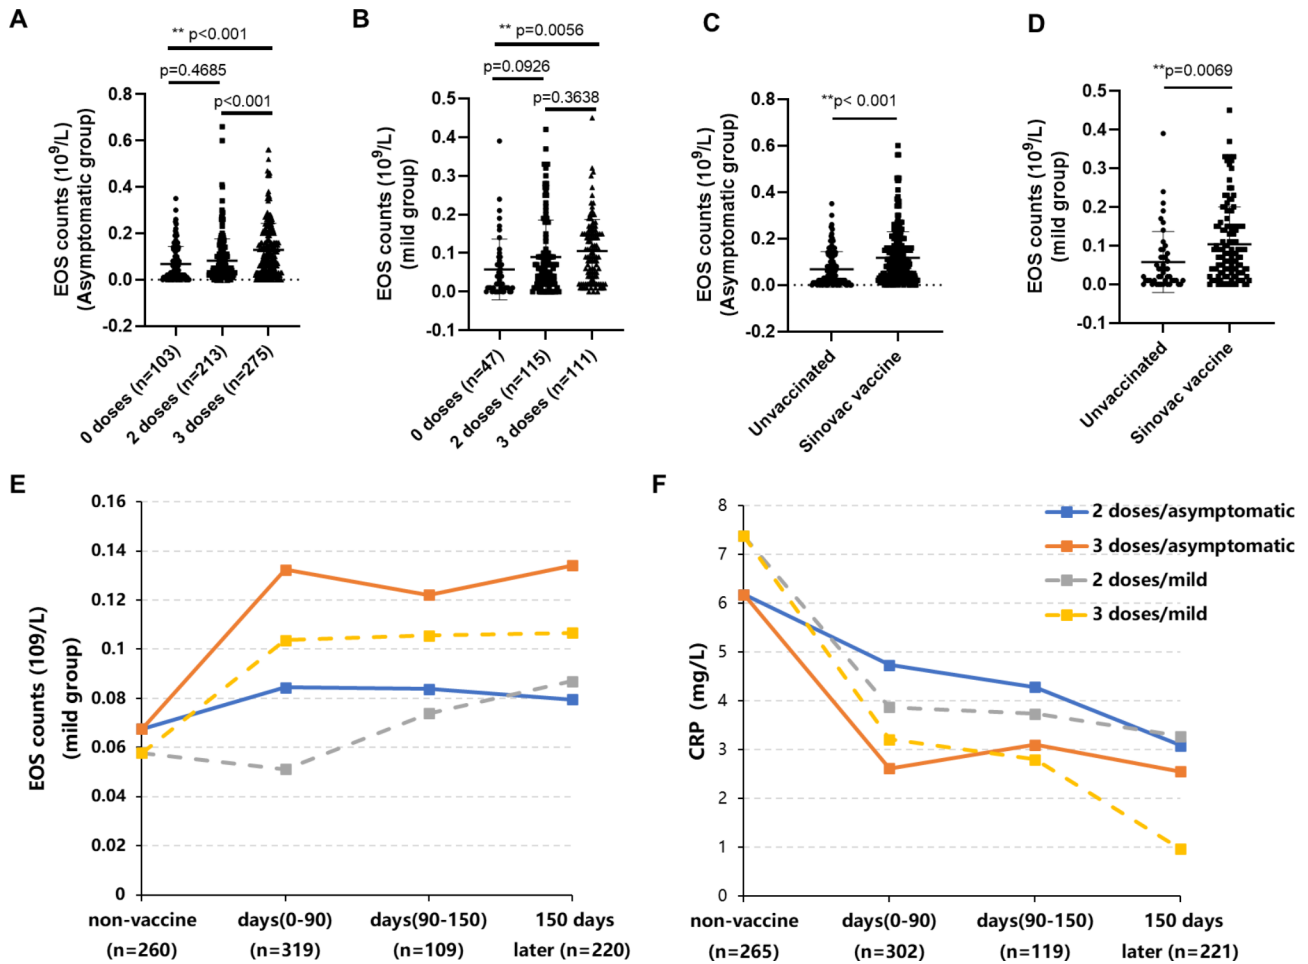 A
** p<0.001
p=0.4685
p<0.001
0.8
0.6
0.4
0.2
0.0
-0.2
EOS counts (10^9/L)
(Asymptomatic group)
0 doses (n=103)
2 doses (n=213)
3 doses (n=275)
B
** p=0.0056
p=0.0926
p=0.3638
0.5
0.4
0.3
0.2
0.1
0.0
-0.1
EOS counts (10^9/L)
(mild group)
0 doses (n=47)
2 doses (n=115)
3 doses (n=111)
C
**p< 0.001
0.8
0.6
0.4
0.2
0.0
-0.2
EOS counts (10^9/L)
(Asymptomatic group)
Unvaccinated
Sinovac vaccine
D
**p=0.0069
0.5
0.4
0.3
0.2
0.1
0.0
-0.1
EOS counts (10^9/L)
(mild group)
Unvaccinated
Sinovac vaccine
E
0.16
0.14
0.12
0.1
0.08
0.06
0.04
0.02
0
EOS counts (109/L)
(mild group)
non-vaccine
(n=260)
days(0-90)
(n=319)
days(90-150)
(n=109)
150 days
later (n=220)
F
8
7
6
5
4
3
2
1
0
CRP (mg/L)
2 doses/asymptomatic
3 doses/asymptomatic
2 doses/mild
3 doses/mild
non-vaccine
(n=265)
days(0-90)
(n=302)
days(90-150)
(n=119)
150 days
later (n=221)